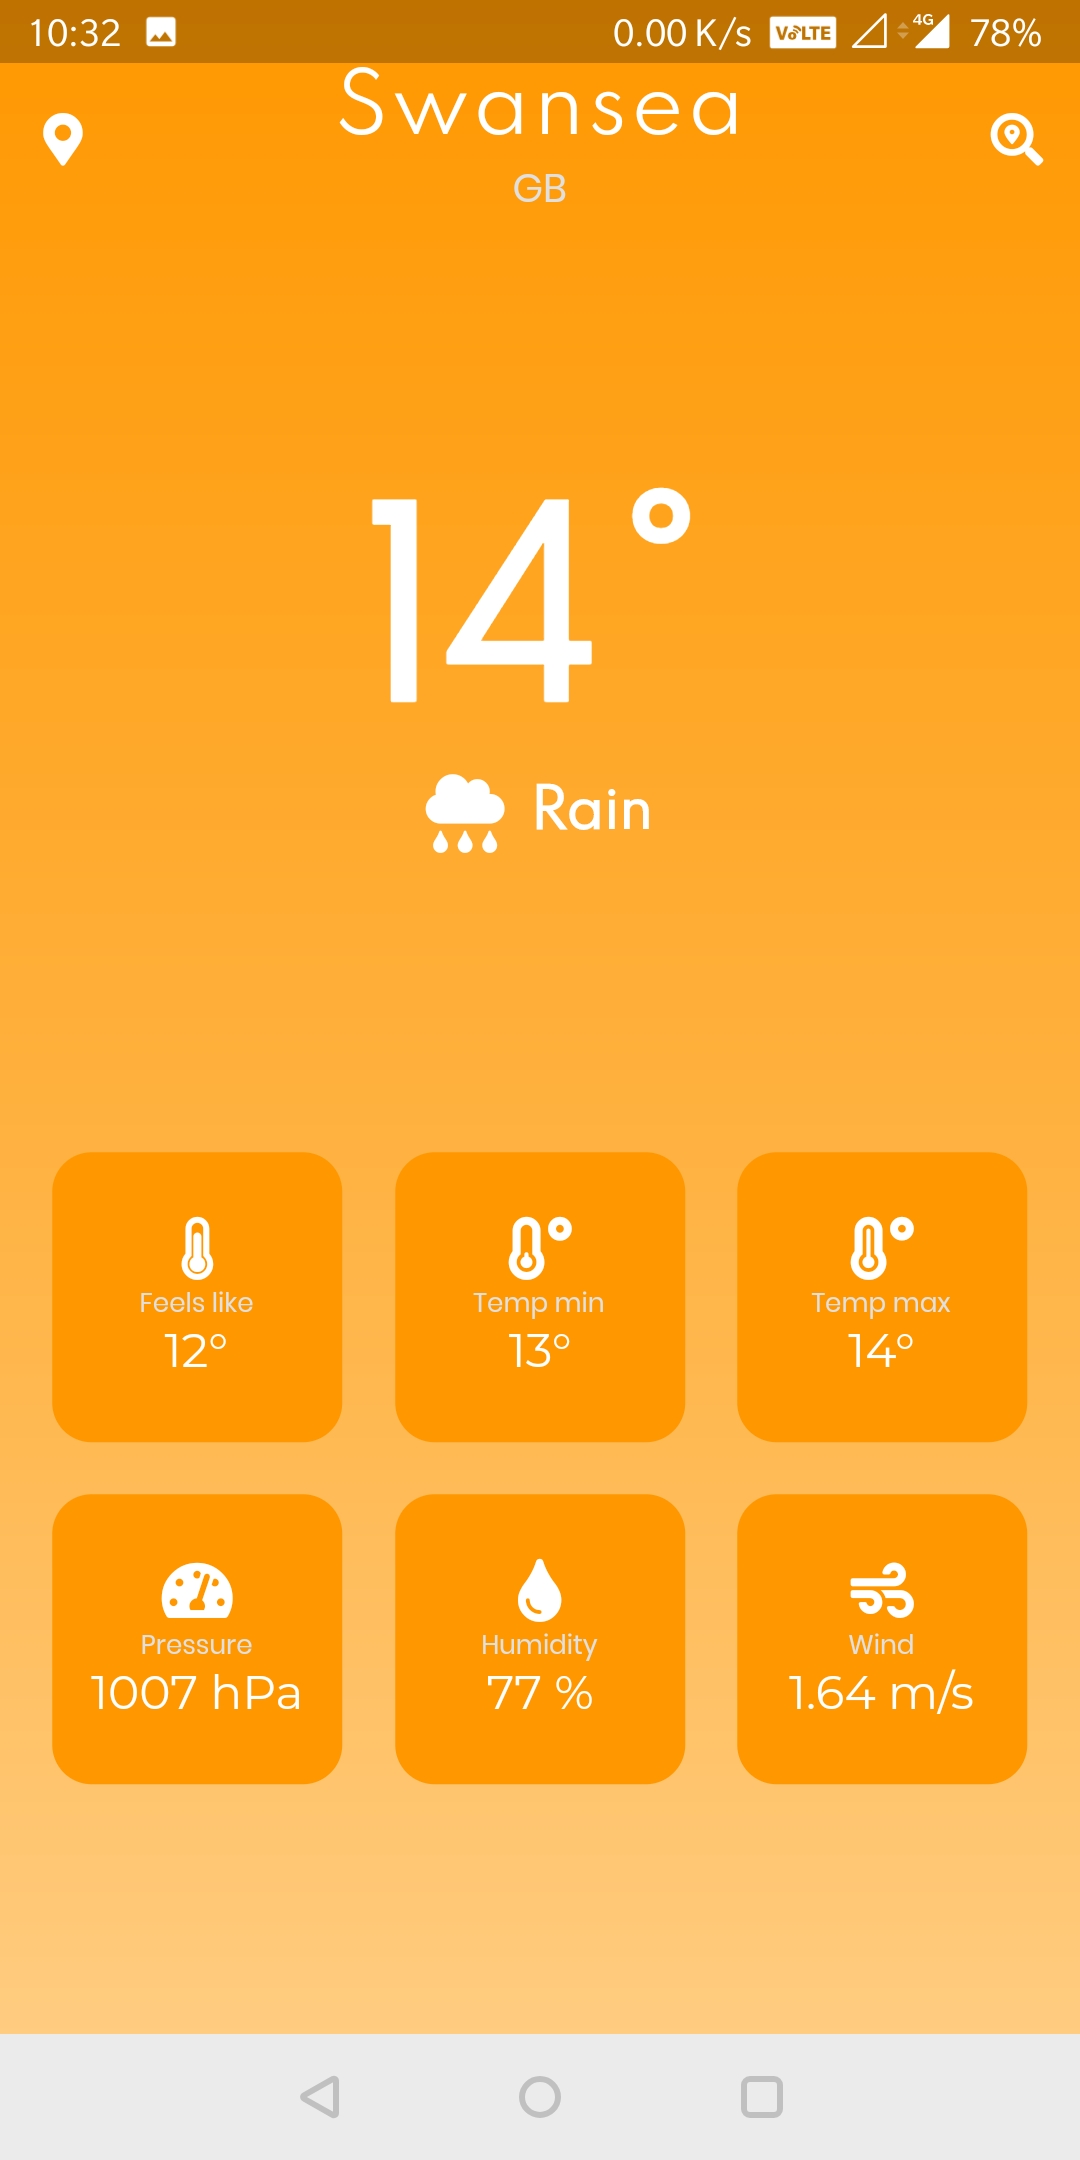 10:32 0.00 K/s VoLTE 4G 78%
Swansea
GB
14°
Rain
Feels like Temp min Temp max
12° 13° 14°
Pressure Humidity Wind
1007 hPa 77 % 1.64 m/s